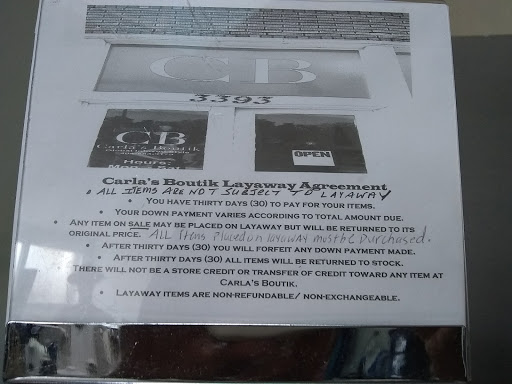 CSB
3393
CB
Carla's Boutik
Hours:
OPEN
Carla's Boutik Layaway Agreement
• ALL ITEMS ARE NOT SUBJECT TO LAYAWAY
• YOU HAVE THIRTY DAYS (30) TO PAY FOR YOUR ITEMS.
• YOUR DOWN PAYMENT VARIES ACCORDING TO TOTAL AMOUNT DUE.
• ANY ITEM ON SALE MAY BE PLACED ON LAYAWAY BUT WILL BE RETURNED TO ITS
ORIGINAL PRICE. ALL Items placed on layaway must be purchased.
• AFTER THIRTY DAYS (30) YOU WILL FORFEIT ANY DOWN PAYMENT MADE.
• AFTER THIRTY DAYS (30) ALL ITEMS WILL BE RETURNED TO STOCK.
• THERE WILL NOT BE A STORE CREDIT OR TRANSFER OF CREDIT TOWARD ANY ITEM AT
CARLA'S BOUTIK.
• LAYAWAY ITEMS ARE NON-REFUNDABLE/ NON-EXCHANGEABLE.